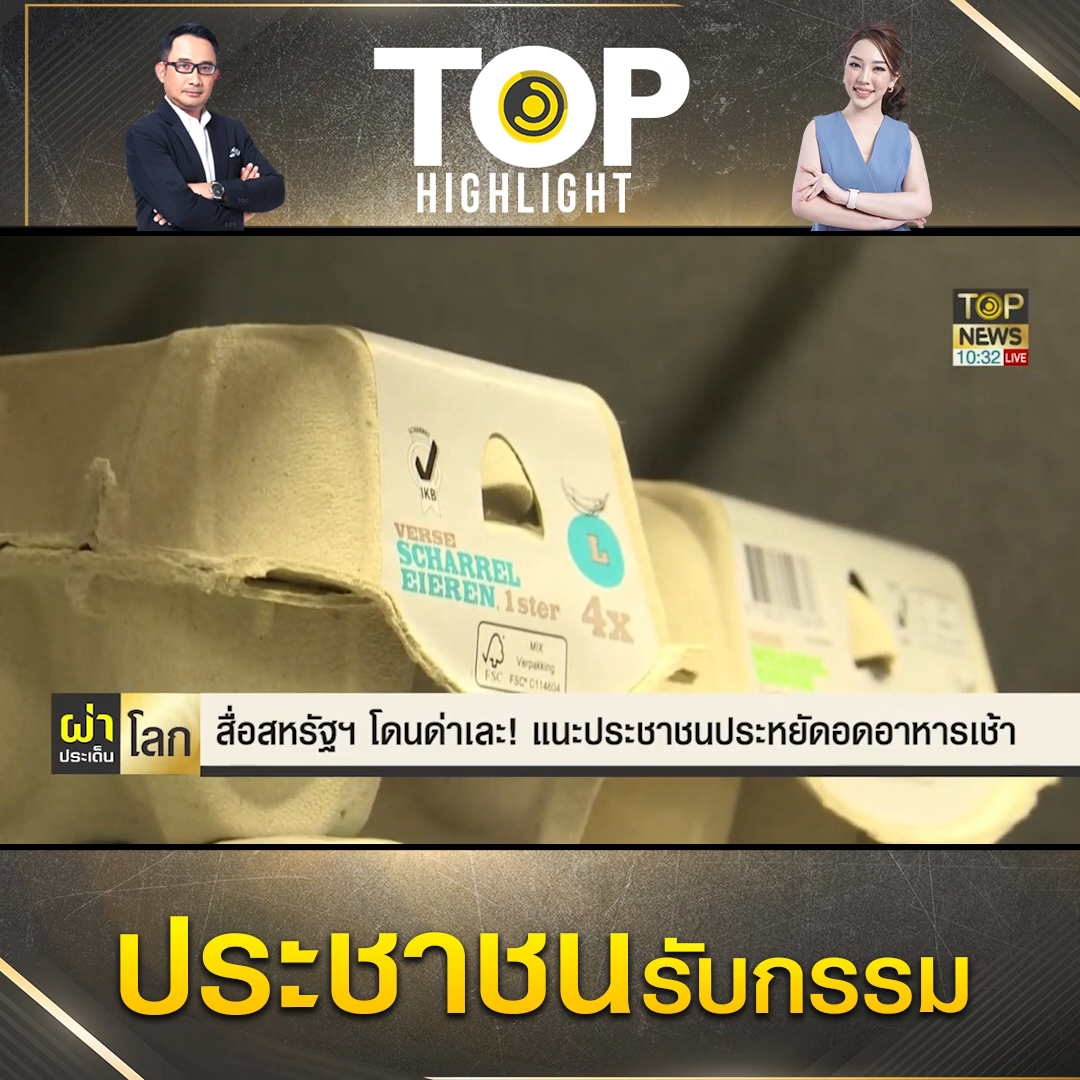 TOP
HIGHLIGHT
TOP
NEWS
10:32 LIVE
IKB
VERSE
SCHARREL
EIEREN. 1ster
L
4x
MIX
Verpakking
FSC
FSC® C114604
ผ่า
ประเด็น
โลก
สื่อสหรัฐฯ โดนด่าเละ! แนะประชาชนประหยัดอดอาหารเช้า
ประชาชนรับกรรม